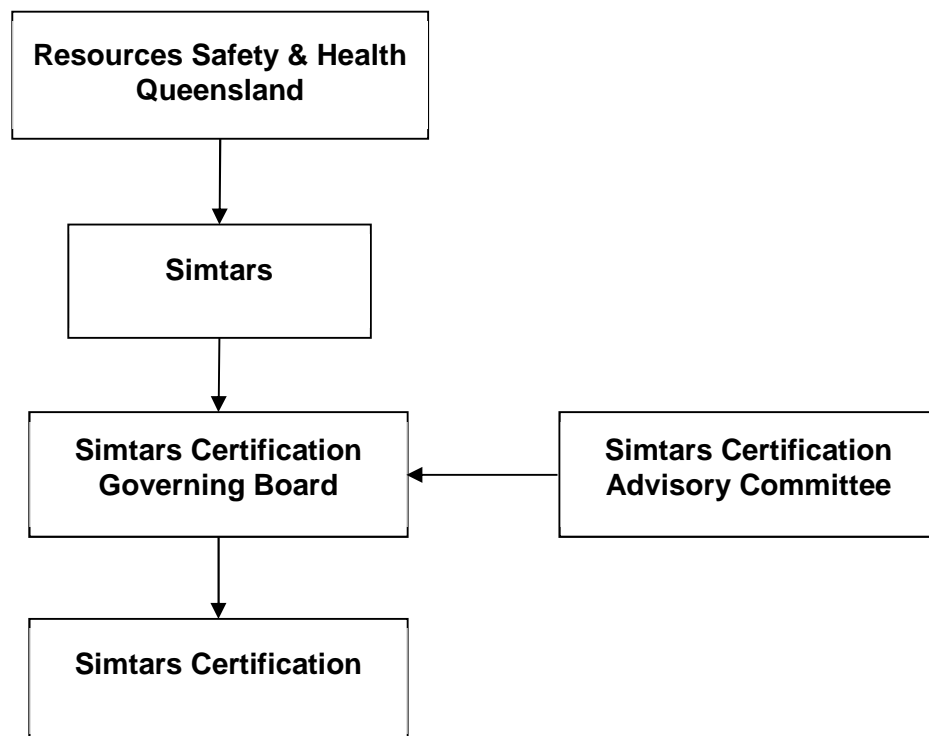 Resources Safety & Health
Queensland
Simtars
Simtars Certification
Governing Board
Simtars Certification
Advisory Committee
Simtars Certification